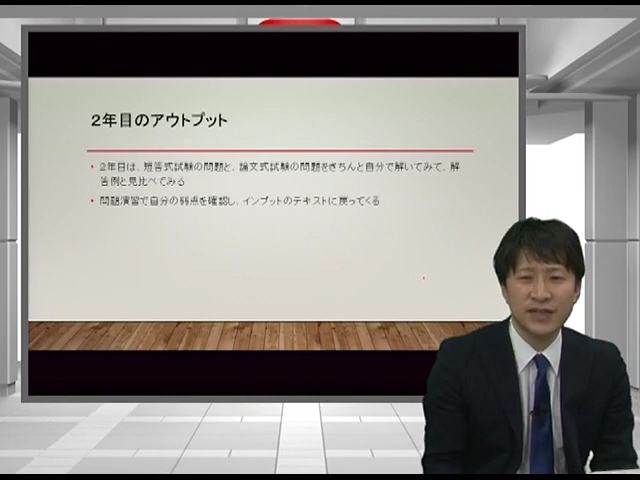 2年目のアウトプット
• 2年目は、短答式試験の問題と、論文式試験の問題をきちんと自分で解いてみて、解
答例と見比べてみる
• 問題演習で自分の弱点を確認し、インプットのテキストに戻ってくる